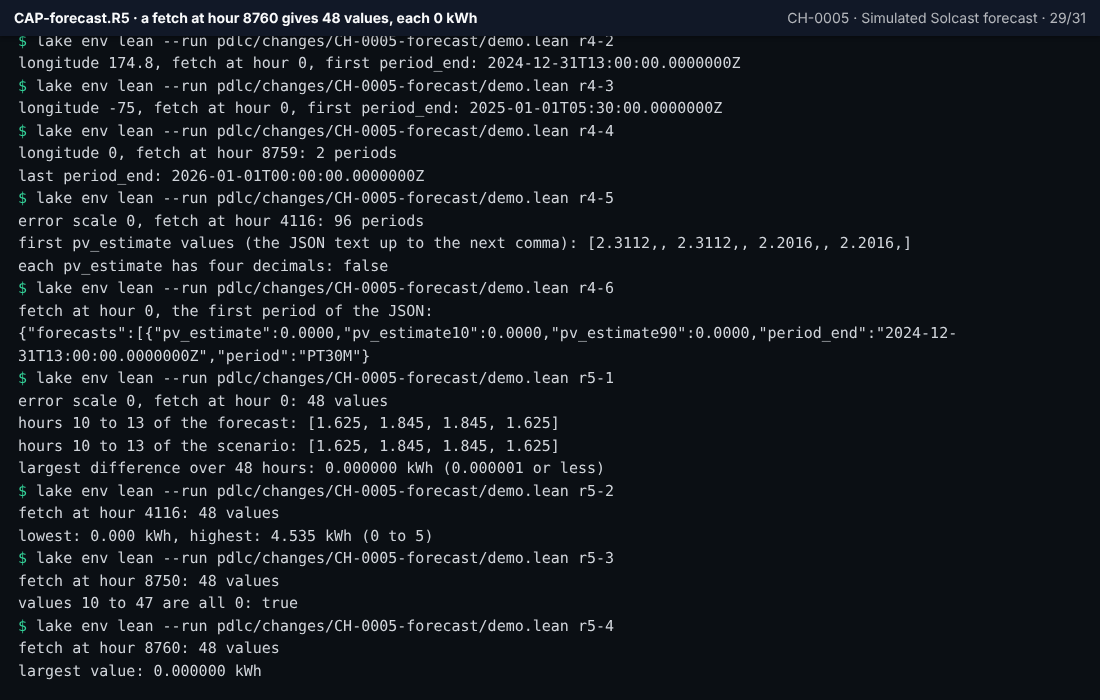 CAP-forecast.R5 · a fetch at hour 8760 gives 48 values, each 0 kWh
CH-0005 · Simulated Solcast forecast · 29/31
$ lake env lean --run pdlc/changes/CH-0005-forecast/demo.lean r4-2
longitude 174.8, fetch at hour 0, first period_end: 2024-12-31T13:00:00.0000000Z
$ lake env lean --run pdlc/changes/CH-0005-forecast/demo.lean r4-3
longitude -75, fetch at hour 0, first period_end: 2025-01-01T05:30:00.0000000Z
$ lake env lean --run pdlc/changes/CH-0005-forecast/demo.lean r4-4
longitude 0, fetch at hour 8759: 2 periods
last period_end: 2026-01-01T00:00:00.0000000Z
$ lake env lean --run pdlc/changes/CH-0005-forecast/demo.lean r4-5
error scale 0, fetch at hour 4116: 96 periods
first pv_estimate values (the JSON text up to the next comma): [2.3112,, 2.3112,, 2.2016,, 2.2016,]
each pv_estimate has four decimals: false
$ lake env lean --run pdlc/changes/CH-0005-forecast/demo.lean r4-6
fetch at hour 0, the first period of the JSON:
{"forecasts":[{"pv_estimate":0.0000,"pv_estimate10":0.0000,"pv_estimate90":0.0000,"period_end":"2024-12-
31T13:00:00.0000000Z","period":"PT30M"}
$ lake env lean --run pdlc/changes/CH-0005-forecast/demo.lean r5-1
error scale 0, fetch at hour 0: 48 values
hours 10 to 13 of the forecast: [1.625, 1.845, 1.845, 1.625]
hours 10 to 13 of the scenario: [1.625, 1.845, 1.845, 1.625]
largest difference over 48 hours: 0.000000 kWh (0.000001 or less)
$ lake env lean --run pdlc/changes/CH-0005-forecast/demo.lean r5-2
fetch at hour 4116: 48 values
lowest: 0.000 kWh, highest: 4.535 kWh (0 to 5)
$ lake env lean --run pdlc/changes/CH-0005-forecast/demo.lean r5-3
fetch at hour 8750: 48 values
values 10 to 47 are all 0: true
$ lake env lean --run pdlc/changes/CH-0005-forecast/demo.lean r5-4
fetch at hour 8760: 48 values
largest value: 0.000000 kWh